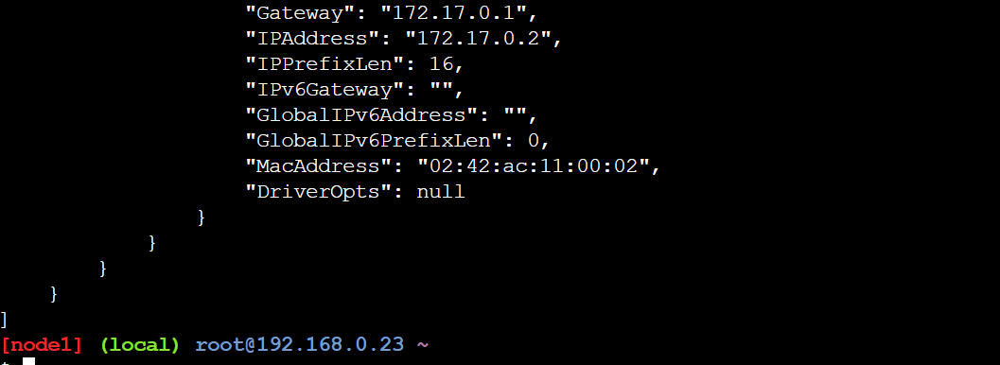 "Gateway": "172.17.0.1",
"IPAddress": "172.17.0.2",
"IPPrefixLen": 16,
"IPv6Gateway": "",
"GlobalIPv6Address": "",
"GlobalIPv6PrefixLen": 0,
"MacAddress": "02:42:ac:11:00:02",
"DriverOpts": null
}
}
}
}
]
[node1] (local) root@192.168.0.23 ~